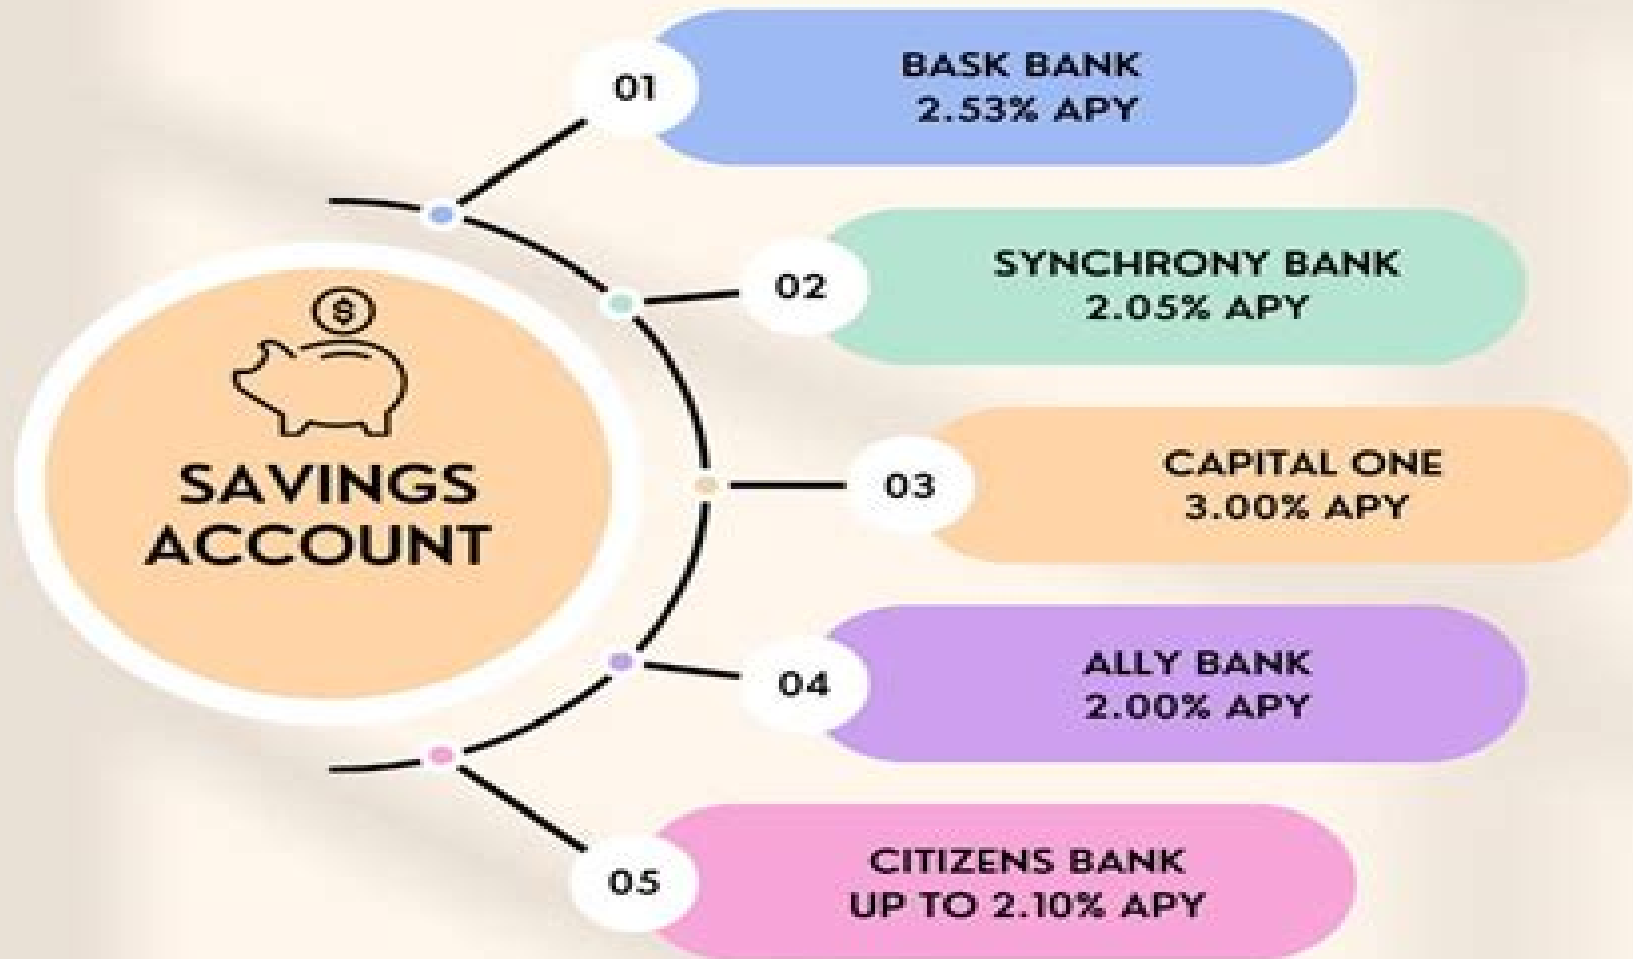 01
BASK BANK
2.53% APY
02
SYNCHRONY BANK
2.05% APY
$
SAVINGS
ACCOUNT
03
CAPITAL ONE
3.00% APY
04
ALLY BANK
2.00% APY
05
CITIZENS BANK
UP TO 2.10% APY